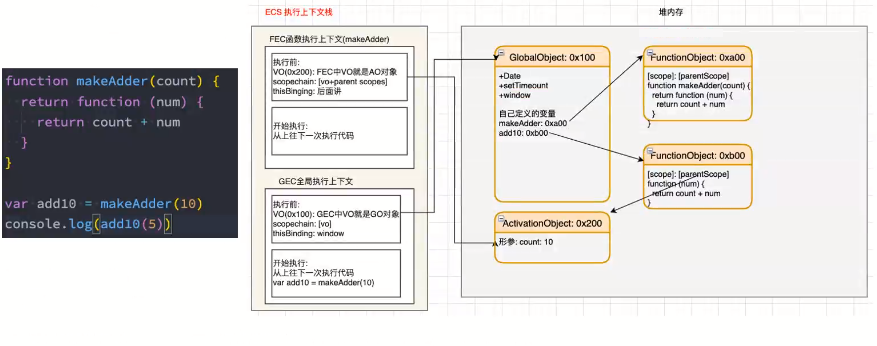 function makeAdder(count) {
return function (num) {
return count + num
}
}
var add10 = makeAdder(10)
console.log(add10(5))
ECS 执行上下文栈
FEC函数执行上下文(makeAdder)
执行前:
VO(0x200): FEC中VO就是AO对象
scopechain: [vo+parent scopes]
thisBinging: 后面讲
开始执行:
从上往下一次执行代码
GEC全局执行上下文
执行前:
VO(0x100): GEC中VO就是GO对象
scopechain: [vo]
thisBinding: window
开始执行:
从上往下一次执行代码
var add10 = makeAdder(10)
堆内存
GlobalObject: 0x100
+Date
+setTimeount
+window
自己定义的变量
makeAdder: 0xa00
add10: 0xb00
ActivationObject: 0x200
形参: count: 10
FunctionObject: 0xa00
[scope]: [parentScope]
function makeAdder(count) {
return function (num) {
return count + num
}
}
FunctionObject: 0xb00
[scope]: [parentScope]
function (num) {
return count + num
}